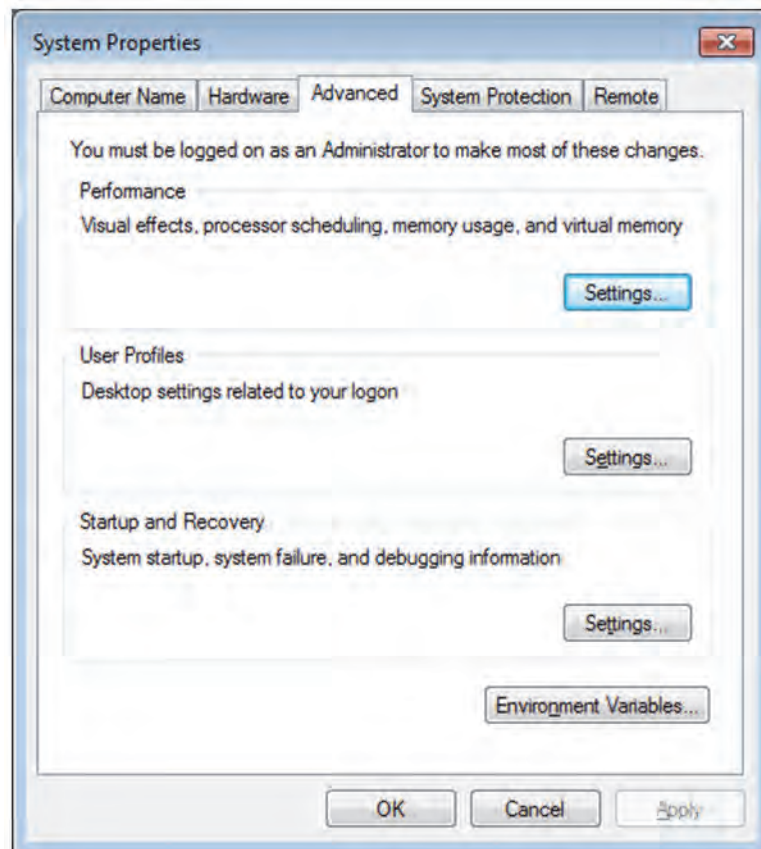 System Properties
Computer Name Hardware Advanced System Protection Remote
You must be logged on as an Administrator to make most of these changes.
Performance
Visual effects, processor scheduling, memory usage, and virtual memory
Settings...
User Profiles
Desktop settings related to your logon
Settings...
Startup and Recovery
System startup, system failure, and debugging information
Settings...
Environment Variables...
OK Cancel Apply